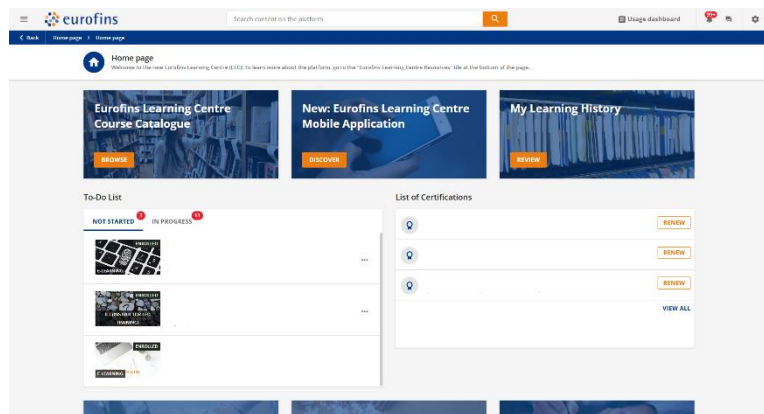 eurofins
Search content on the platform
Usage dashboard
99+
Back
Home page > Home page
Home page
Welcome to the new Eurofins Learning Centre (ELC)! To learn more about the platform, go to the "Eurofins Learning Centre Resources" tile at the bottom of the page.
Eurofins Learning Centre
Course Catalogue
BROWSE
New: Eurofins Learning Centre
Mobile Application
DISCOVER
My Learning History
REVIEW
To-Do List
NOT STARTED
IN PROGRESS
ENROLLED
E-LEARNING
ENROLLED
ENROLLED
E-LEARNING
List of Certifications
RENEW
RENEW
RENEW
VIEW ALL